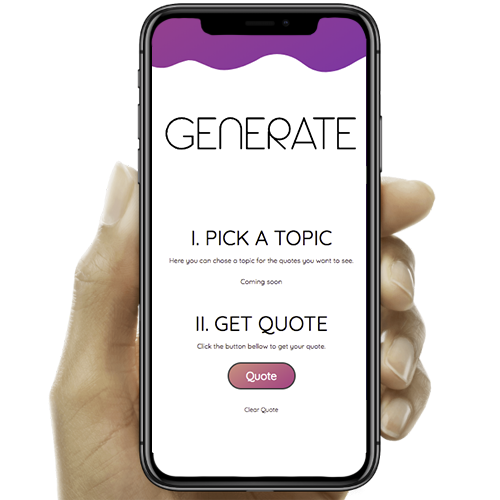 GENERATE
I. PICK A TOPIC
Here you can chose a topic for the quotes you want to see.
Coming soon
II. GET QUOTE
Click the button bellow to get your quote.
Quote
Clear Quote